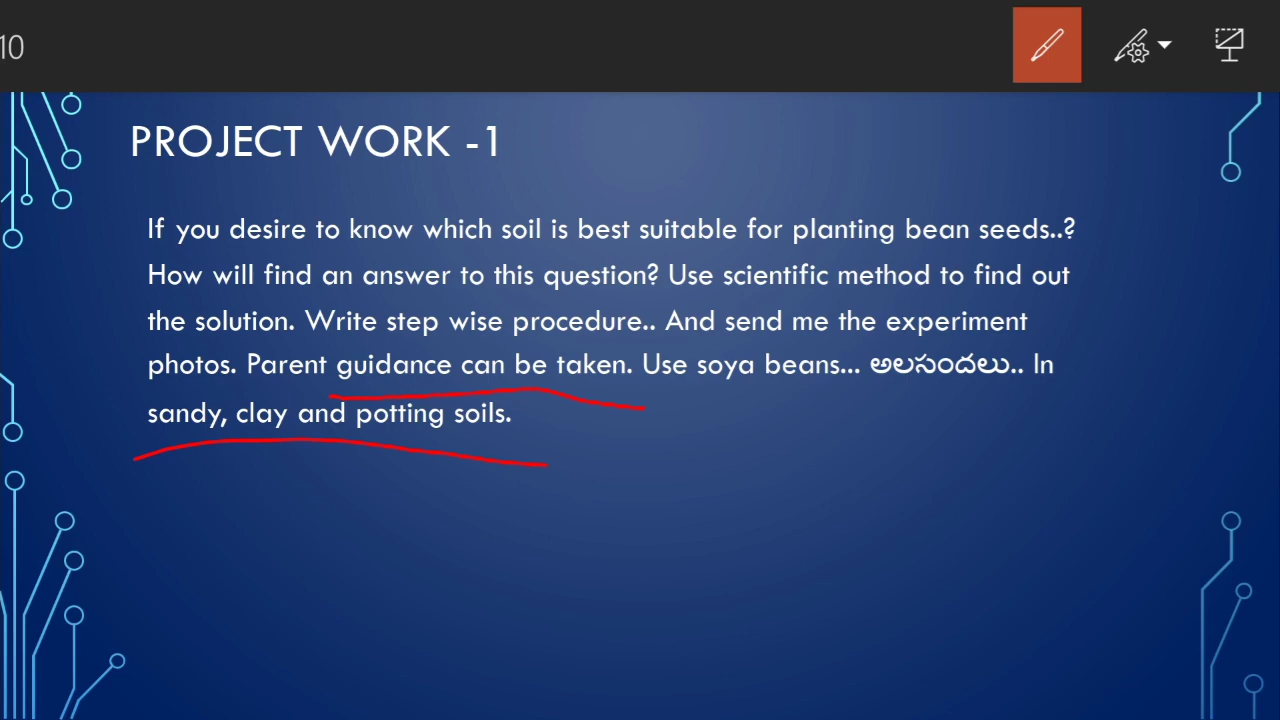 10
PROJECT WORK -1
If you desire to know which soil is best suitable for planting bean seeds..?
How will find an answer to this question? Use scientific method to find out
the solution. Write step wise procedure.. And send me the experiment
photos. Parent guidance can be taken. Use soya beans... అలసందలు.. In
sandy, clay and potting soils.